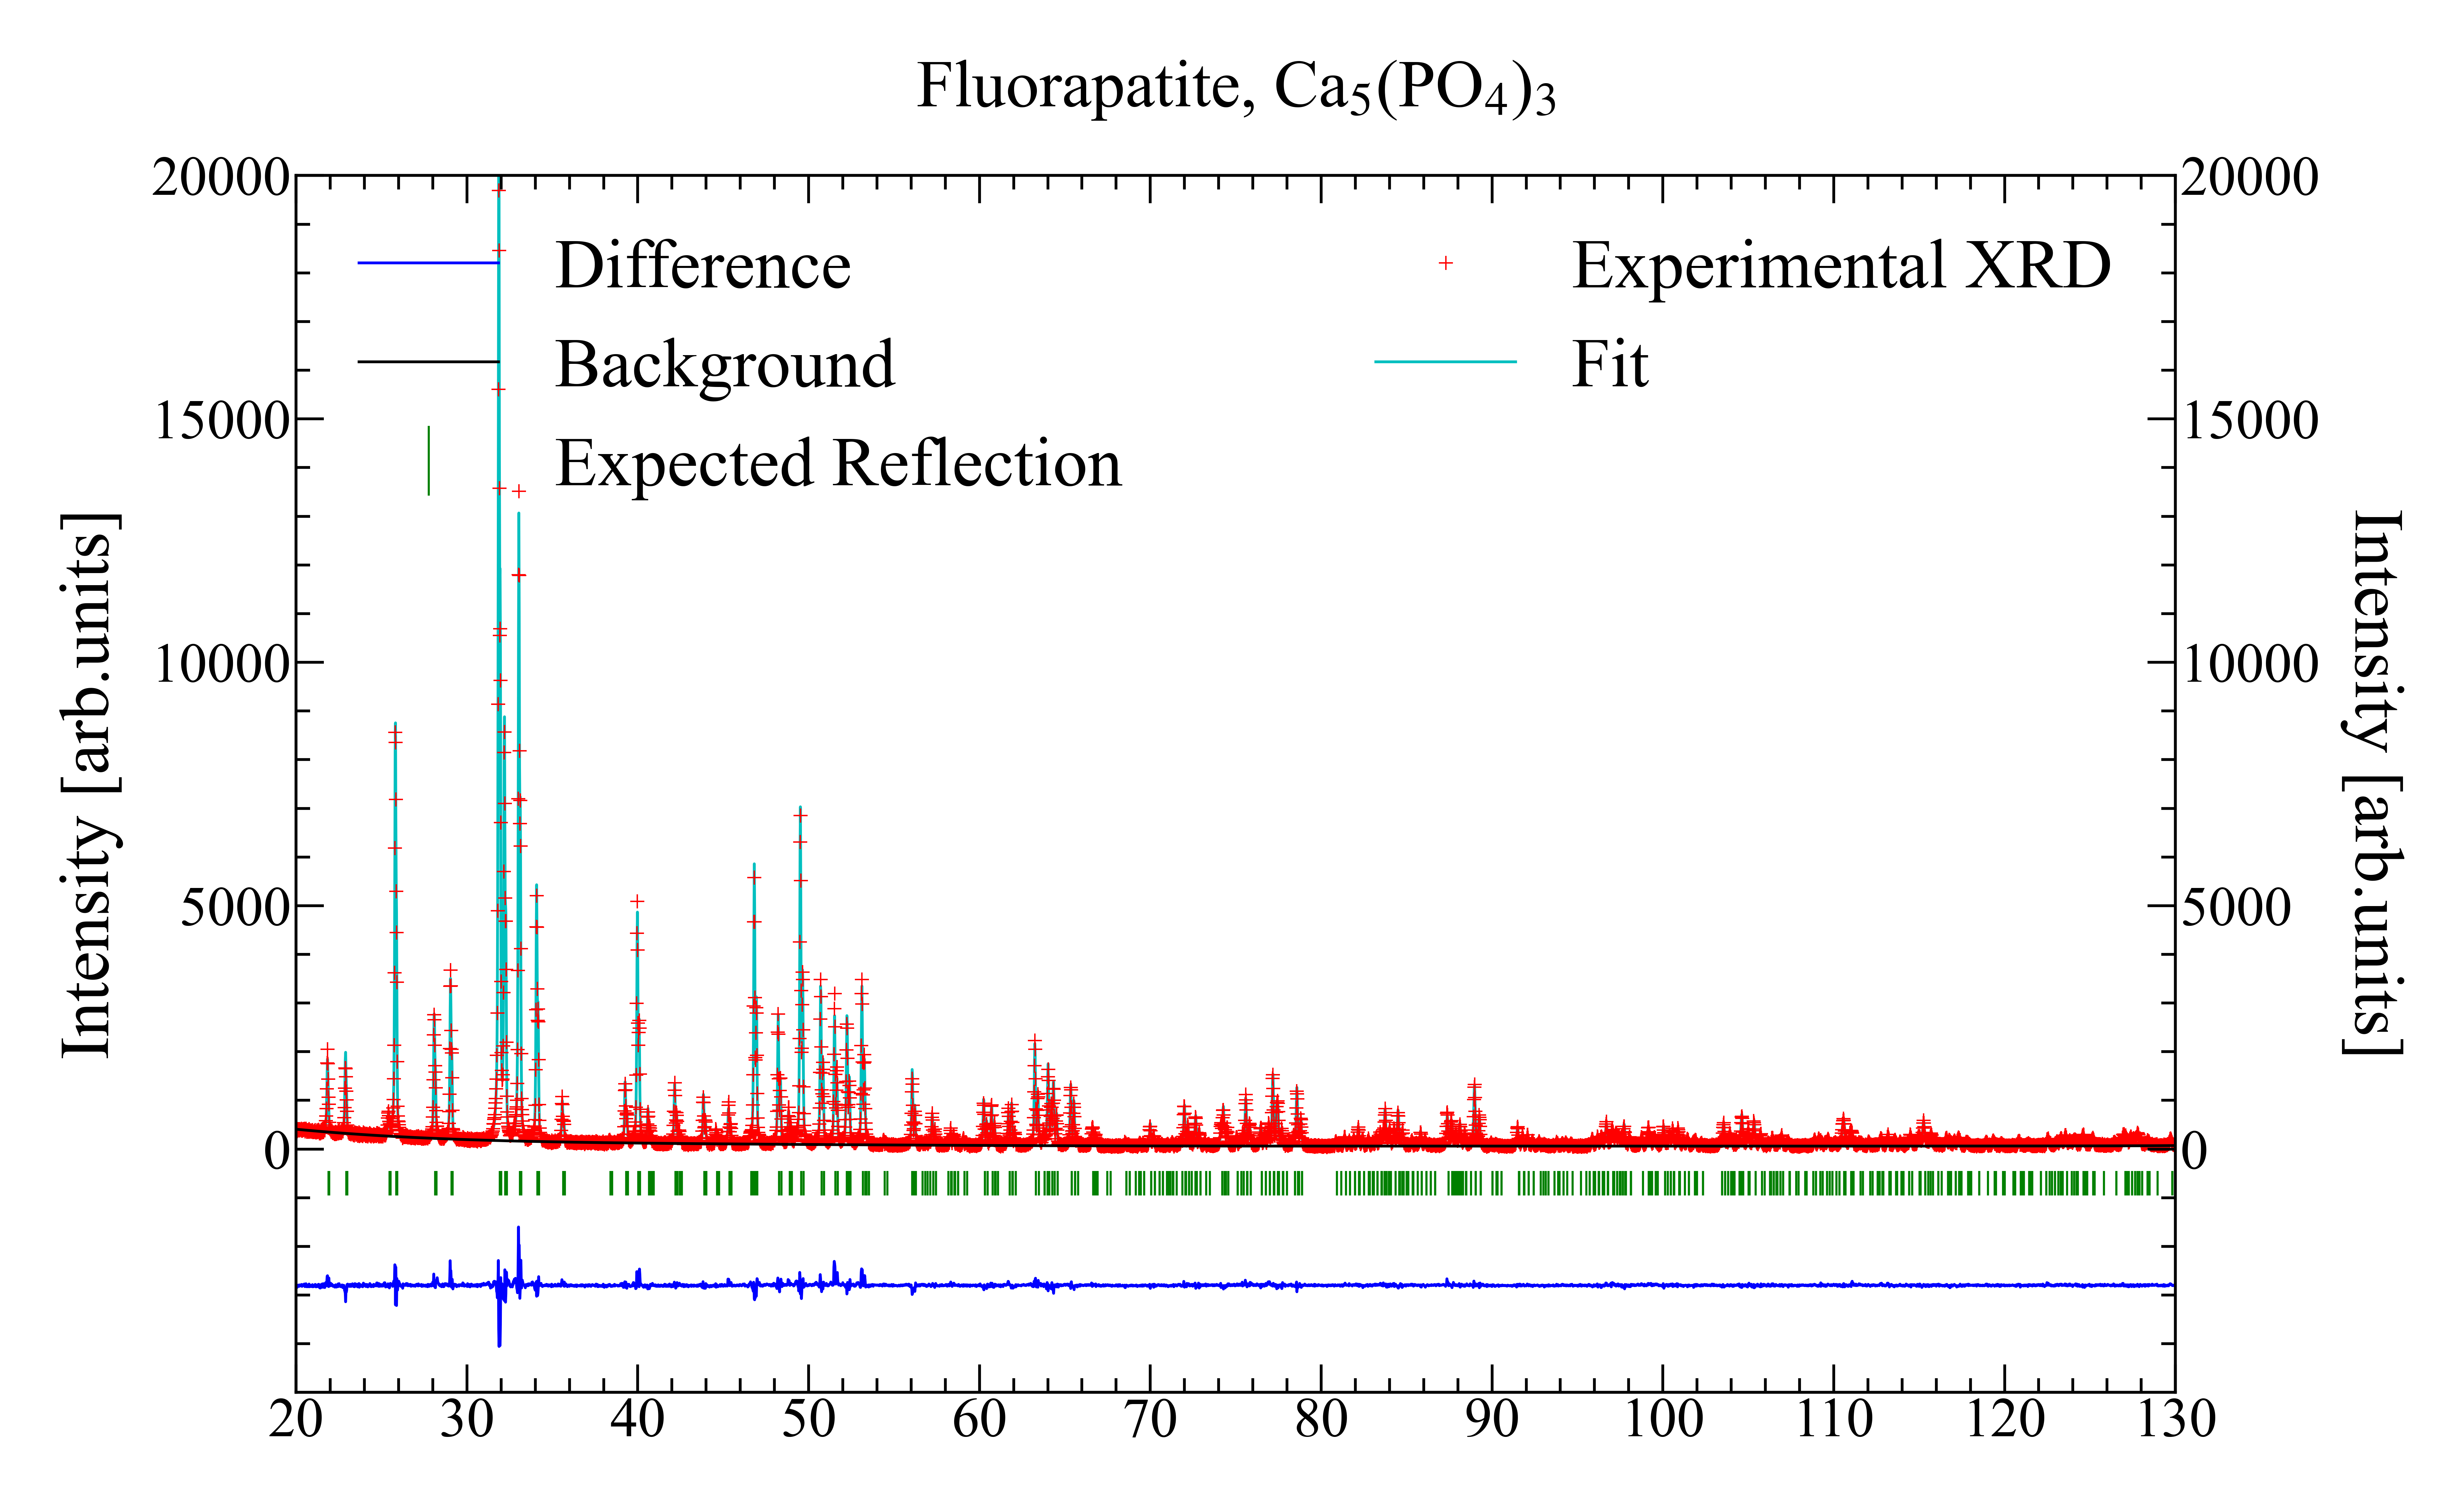 Fluorapatite, Ca₅(PO₄)₃
20000
15000
10000
5000
0
Intensity [arb.units]
Difference
Background
Expected Reflection
Experimental XRD
Fit
20000
15000
10000
5000
0
Intensity [arb.units]
20 30 40 50 60 70 80 90 100 110 120 130